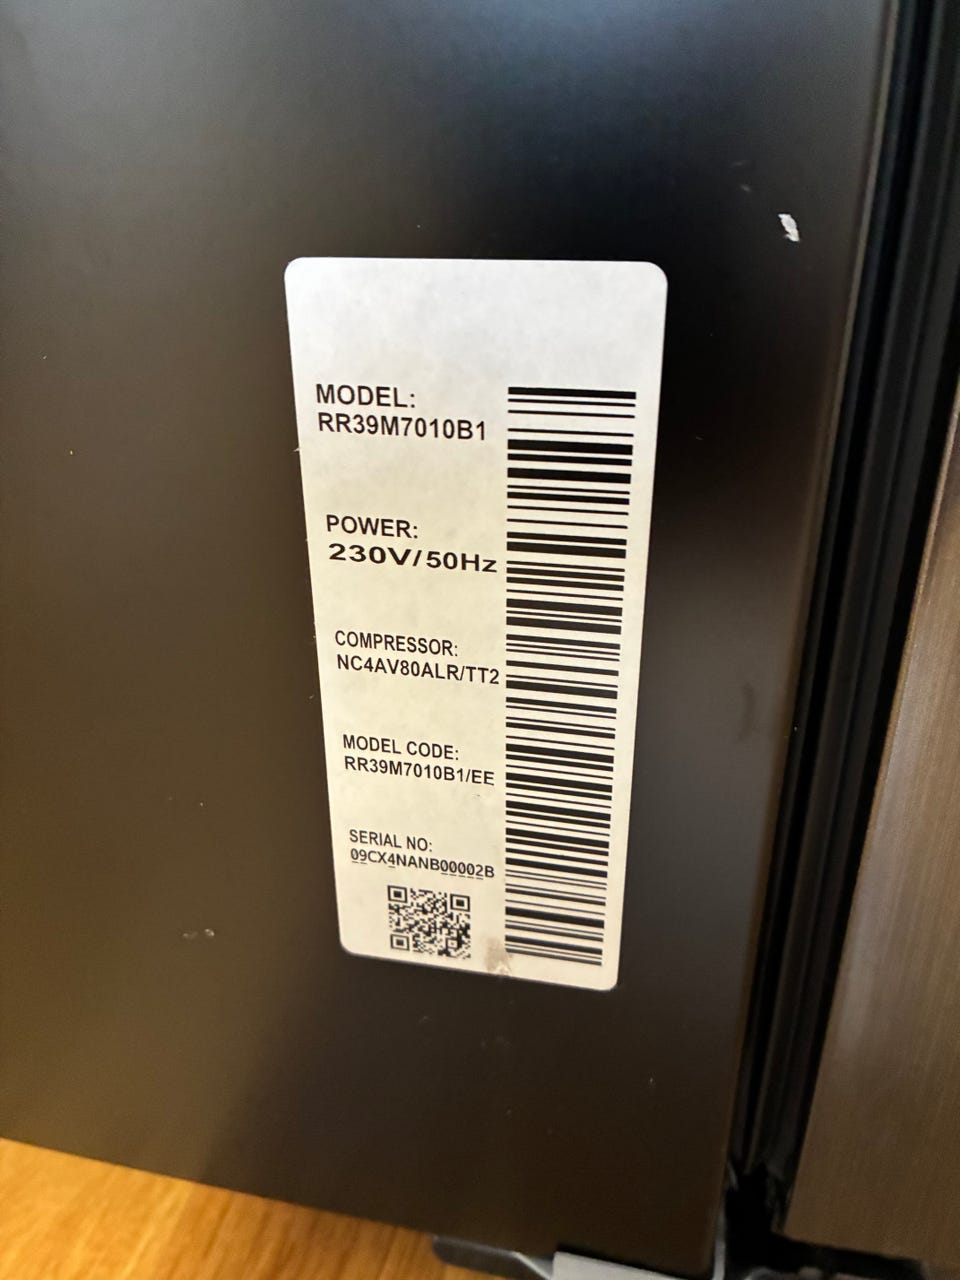 MODEL:
RR39M7010B1
POWER:
230V/50Hz
COMPRESSOR:
NC4AV80ALR/TT2
MODEL CODE:
RR39M7010B1/EE
SERIAL NO:
09CX4NANB00002B